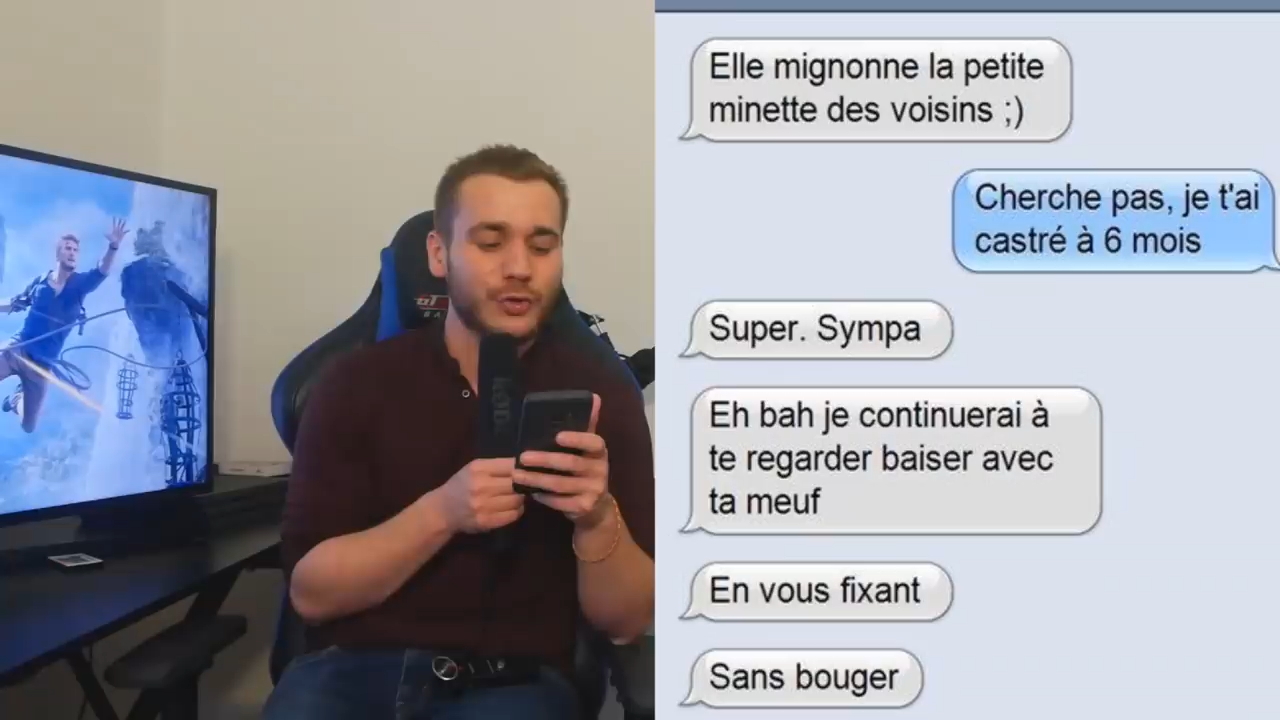 Elle mignonne la petite
minette des voisins ;)
Cherche pas, je t'ai
castré à 6 mois
Super. Sympa
Eh bah je continuerai à
te regarder baiser avec
ta meuf
En vous fixant
Sans bouger